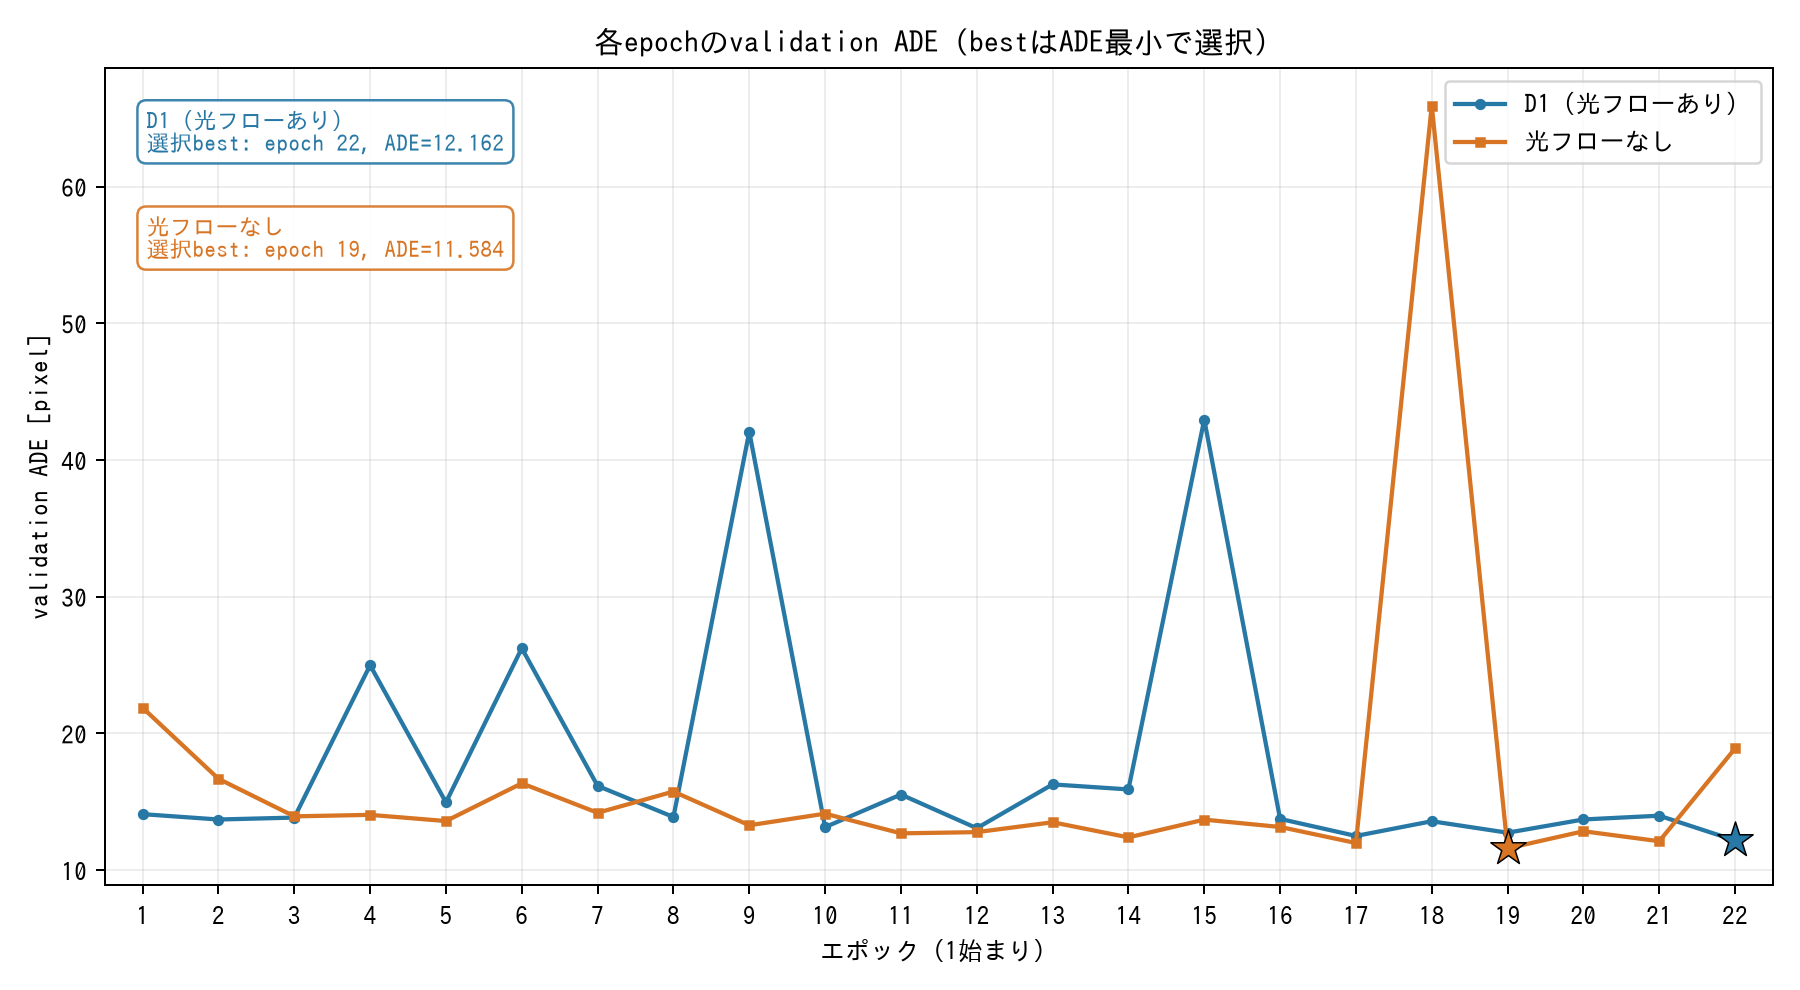 各epochのvalidation ADE（bestはADE最小で選択）
D1（光フローあり）
選択best: epoch 22, ADE=12.162
光フローなし
選択best: epoch 19, ADE=11.584
D1（光フローあり）
光フローなし
validation ADE [pixel]
60
50
40
30
20
10
1 2 3 4 5 6 7 8 9 10 11 12 13 14 15 16 17 18 19 20 21 22
エポック（1始まり）